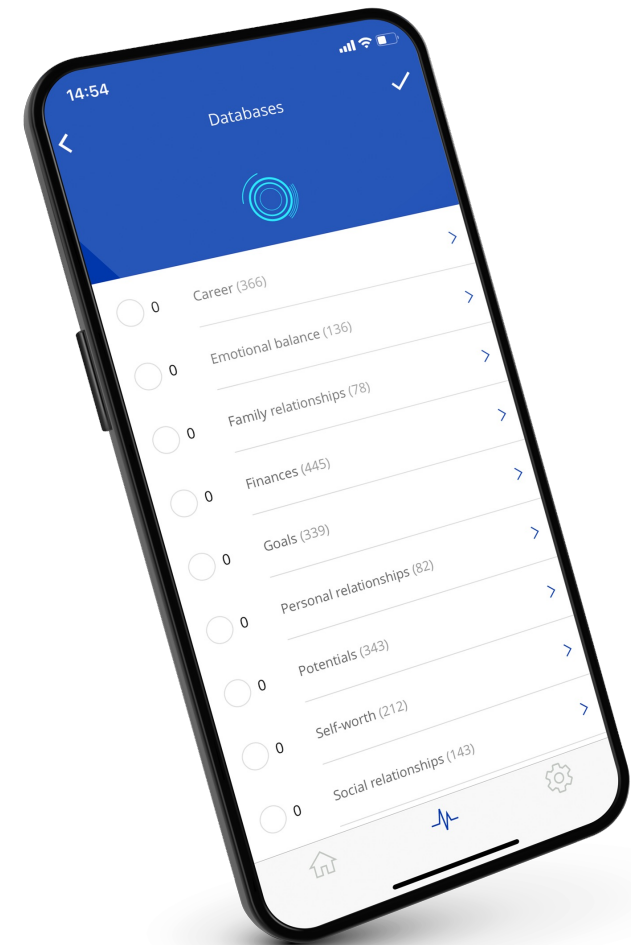 14:54
Databases
0 Career (366)
0 Emotional balance (136)
0 Family relationships (78)
0 Finances (445)
0 Goals (339)
0 Personal relationships (82)
0 Potentials (343)
0 Self-worth (212)
0 Social relationships (143)